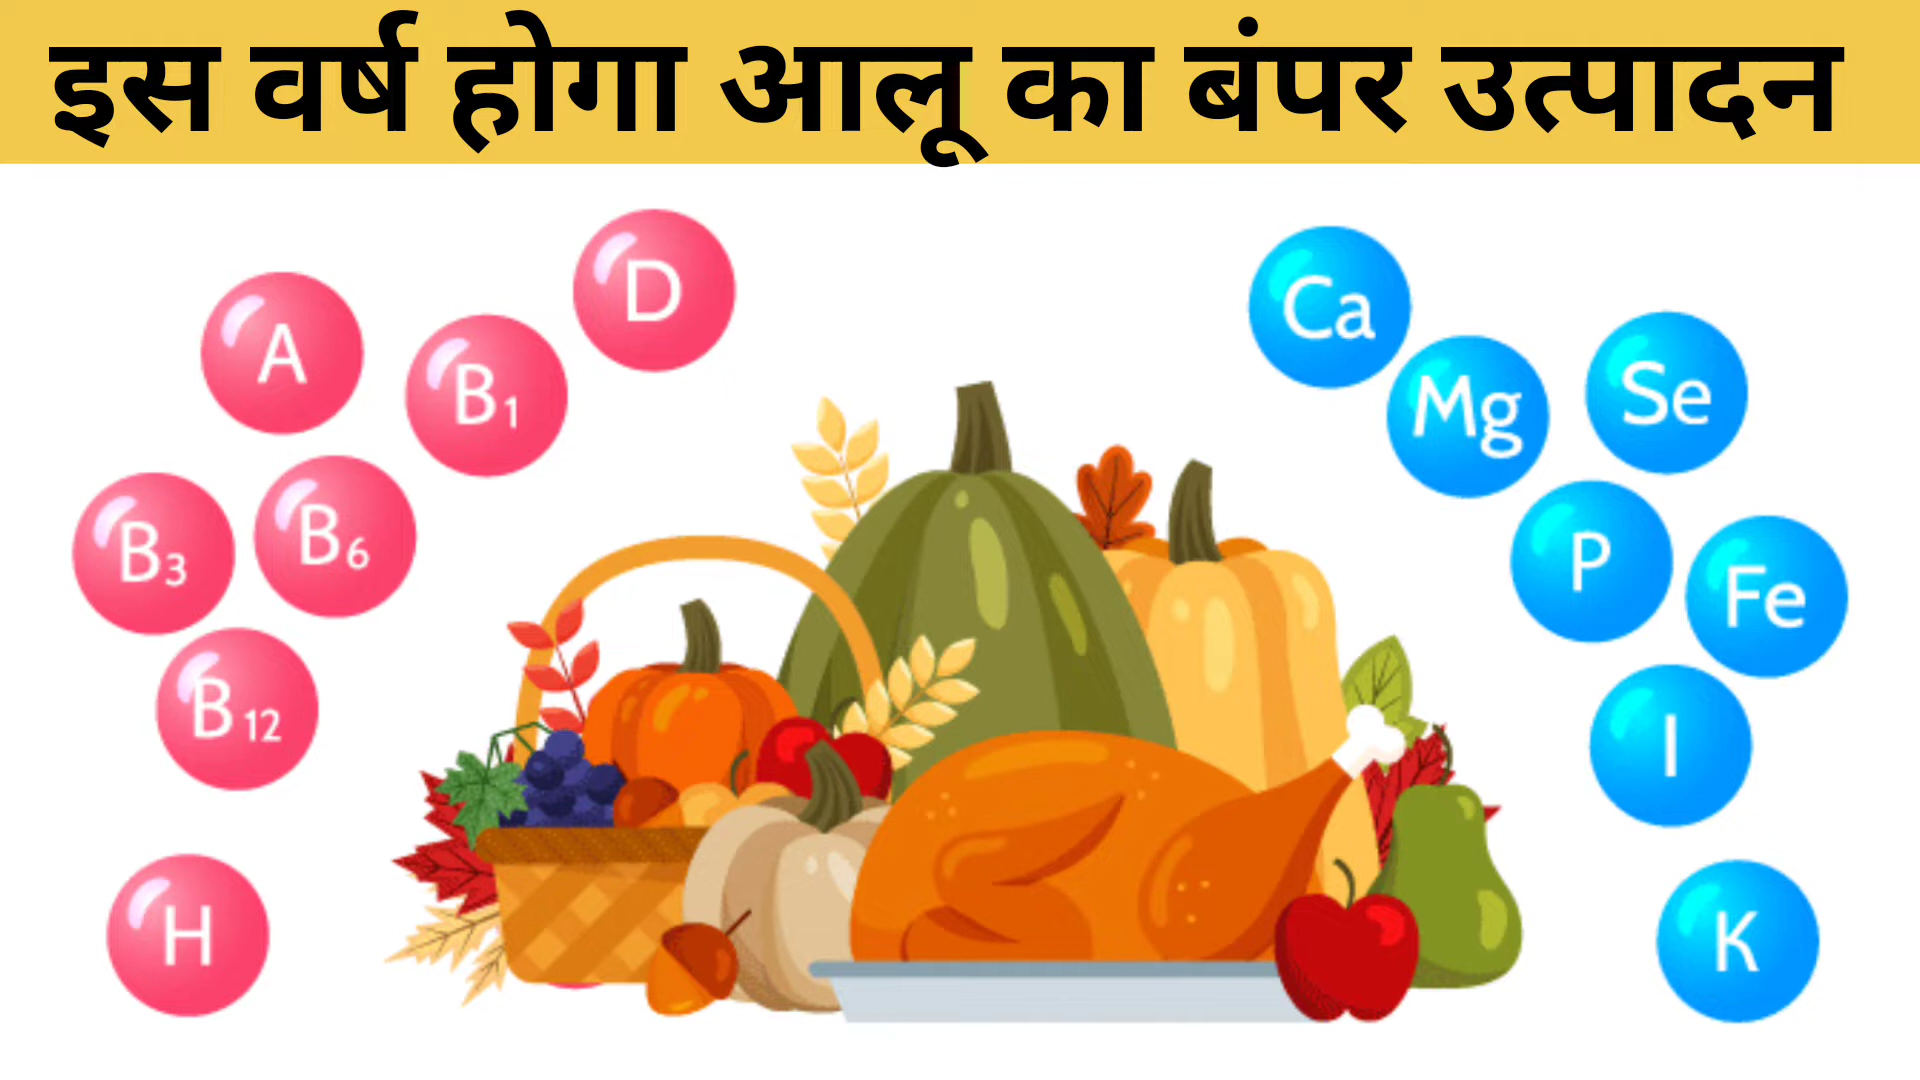 इस वर्ष होगा आलू का बंपर उत्पादन
D
A
B1
B3
B6
B12
H
Ca
Mg
Se
P
Fe
I
K